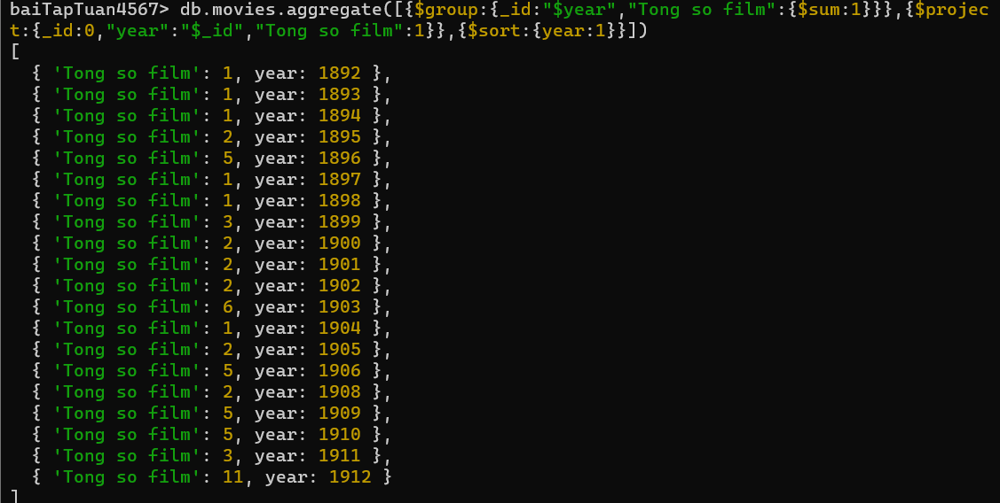 baiTapTuan4567> db.movies.aggregate([{$group:{_id:"$year","Tong so film":{$sum:1}}},{$projec
t:{_id:0,"year":"$_id","Tong so film":1}},{$sort:{year:1}}])
[
  { 'Tong so film': 1, year: 1892 },
  { 'Tong so film': 1, year: 1893 },
  { 'Tong so film': 1, year: 1894 },
  { 'Tong so film': 2, year: 1895 },
  { 'Tong so film': 5, year: 1896 },
  { 'Tong so film': 1, year: 1897 },
  { 'Tong so film': 1, year: 1898 },
  { 'Tong so film': 3, year: 1899 },
  { 'Tong so film': 2, year: 1900 },
  { 'Tong so film': 2, year: 1901 },
  { 'Tong so film': 2, year: 1902 },
  { 'Tong so film': 6, year: 1903 },
  { 'Tong so film': 1, year: 1904 },
  { 'Tong so film': 2, year: 1905 },
  { 'Tong so film': 5, year: 1906 },
  { 'Tong so film': 2, year: 1908 },
  { 'Tong so film': 5, year: 1909 },
  { 'Tong so film': 5, year: 1910 },
  { 'Tong so film': 3, year: 1911 },
  { 'Tong so film': 11, year: 1912 }
]